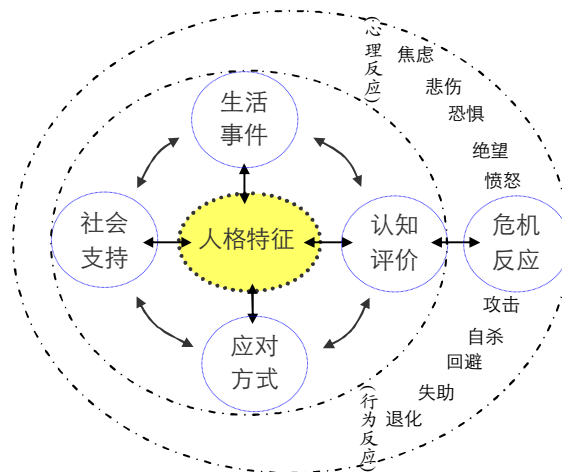 (心理反应)
焦虑
悲伤
恐惧
绝望
愤怒
生活
事件
社会
支持
人格特征
认知
评价
危机
反应
应对
方式
攻击
自杀
回避
失助
退化
(行为反应)